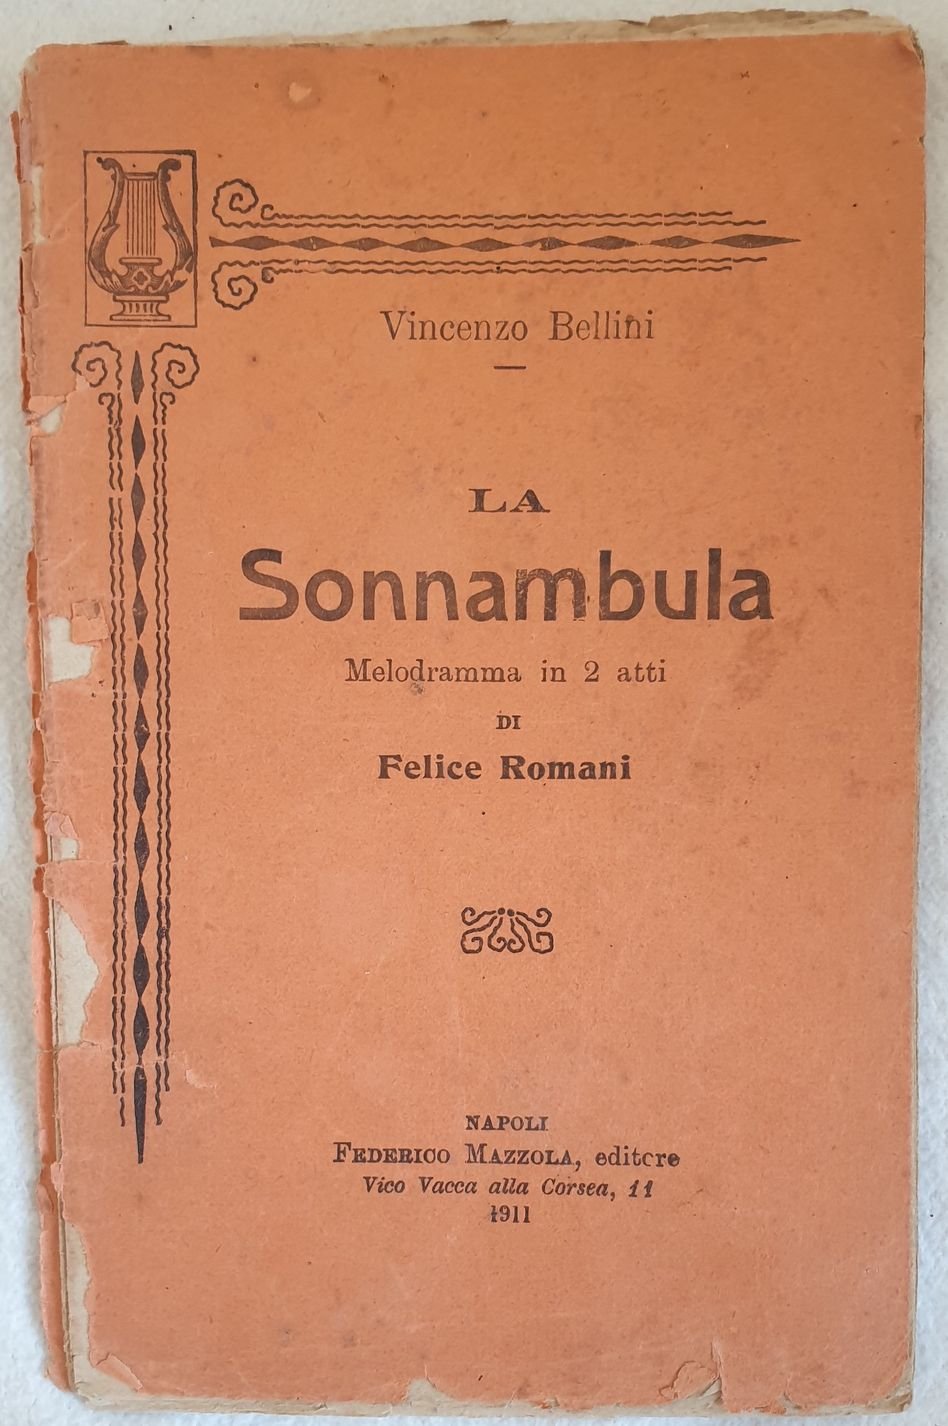 Vincenzo Bellini
LA
Sonnambula
Melodramma in 2 atti
DI
Felice Romani
NAPOLI
FEDERICO MAZZOLA, editore
Vico Vacca alla Corsea, 11
1911